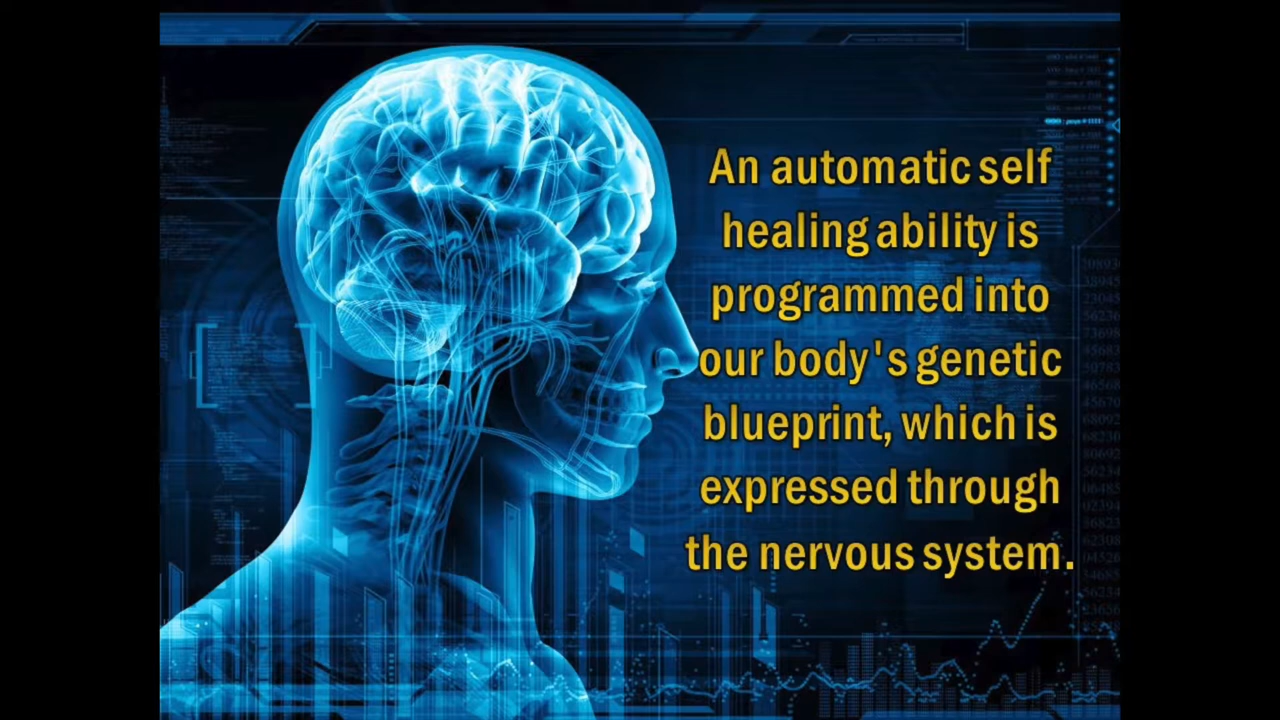 An automatic self
healing ability is
programmed into
our body's genetic
blueprint, which is
expressed through
the nervous system.